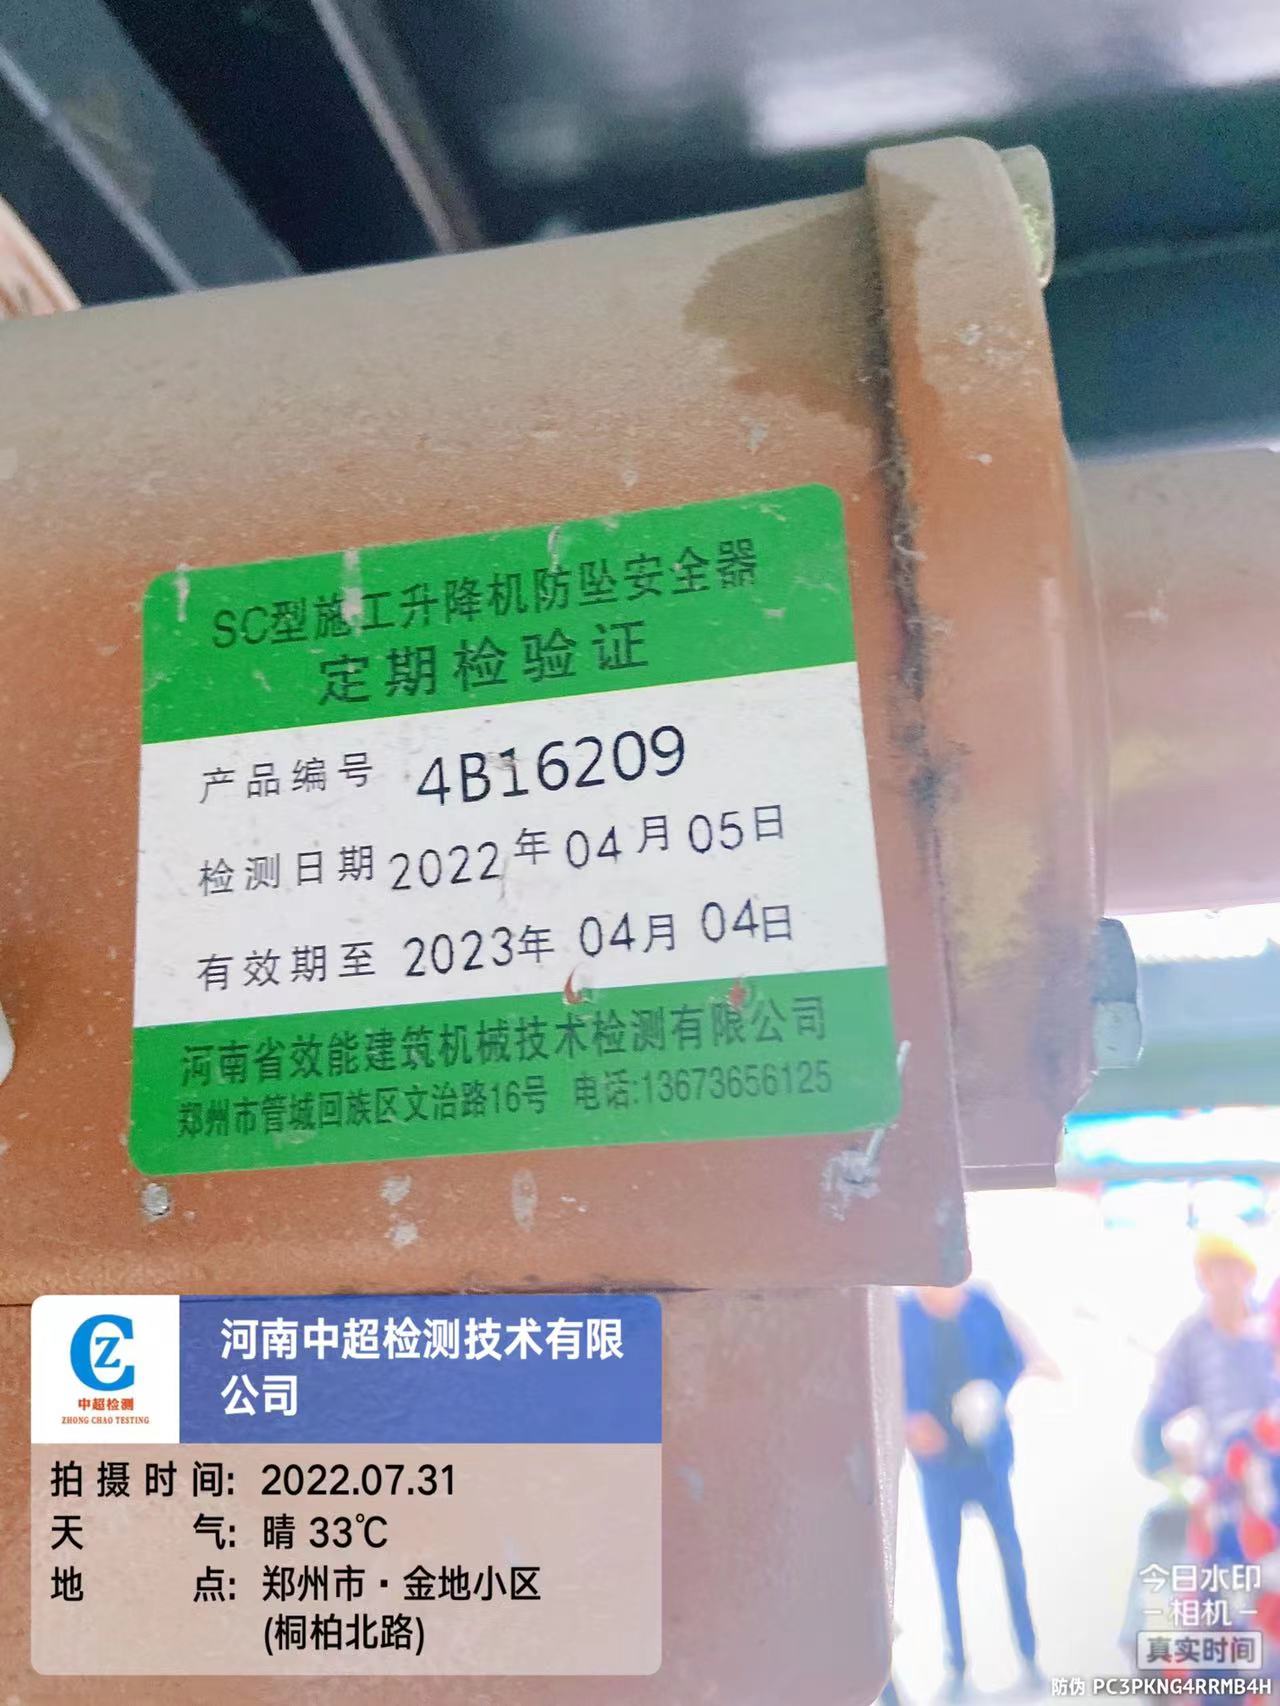 SC型施工升降机防坠安全器
定期检验证
产品编号 4B16209
检测日期 2022年04月05日
有效期至 2023年04月04日
河南省效能建筑机械技术检测有限公司
郑州市管城回族区文治路16号 电话:13673656125
CZ
中超检测
ZHONG CHAO TESTING
河南中超检测技术有限
公司
拍摄时间: 2022.07.31
天气: 晴 33℃
地点: 郑州市·金地小区
(桐柏北路)
今日水印
-相机-
真实时间
防伪 PC3PKNG4RRMB4H